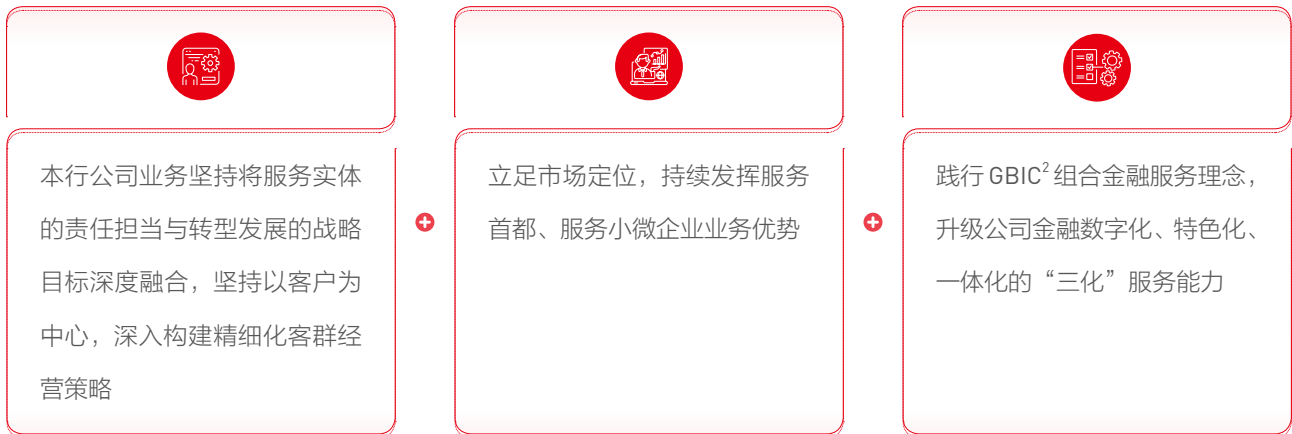 本行公司业务坚持将服务实体
的责任担当与转型发展的战略
目标深度融合，坚持以客户为
中心，深入构建精细化客群经
营策略
立足市场定位，持续发挥服务
首都、服务小微企业业务优势
践行 GBIC² 组合金融服务理念，
升级公司金融数字化、特色化、
一体化的“三化”服务能力